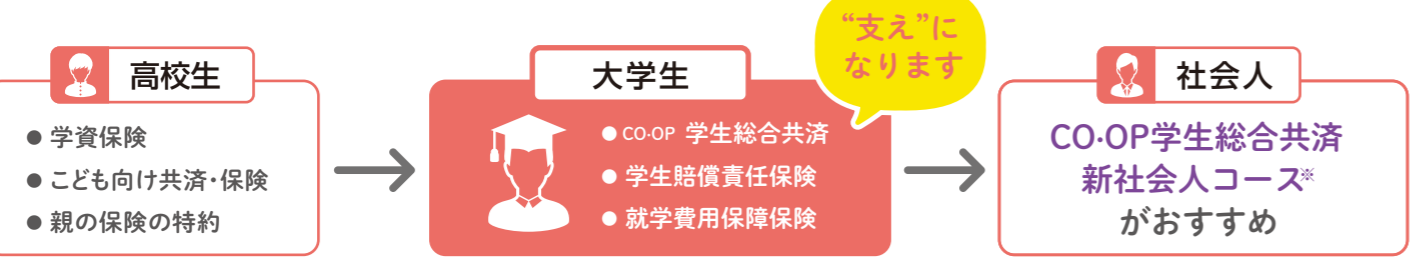 高校生
● 学資保険
● こども向け共済・保険
● 親の保険の特約
大学生
● CO・OP 学生総合共済
● 学生賠償責任保険
● 就学費用保障保険
“支え”に
なります
社会人
CO・OP学生総合共済
新社会人コース※
がおすすめ